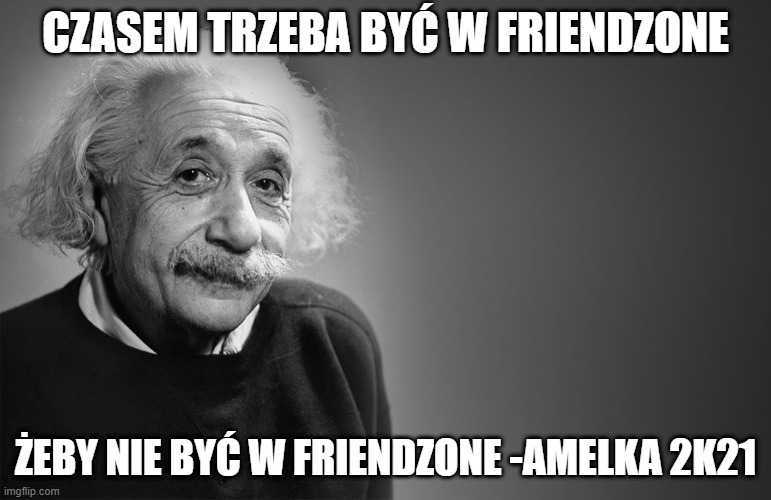 CZASEM TRZEBA BYĆ W FRIENDZONE
ŻEBY NIE BYĆ W FRIENDZONE -AMELKA 2K21
imgflip.com